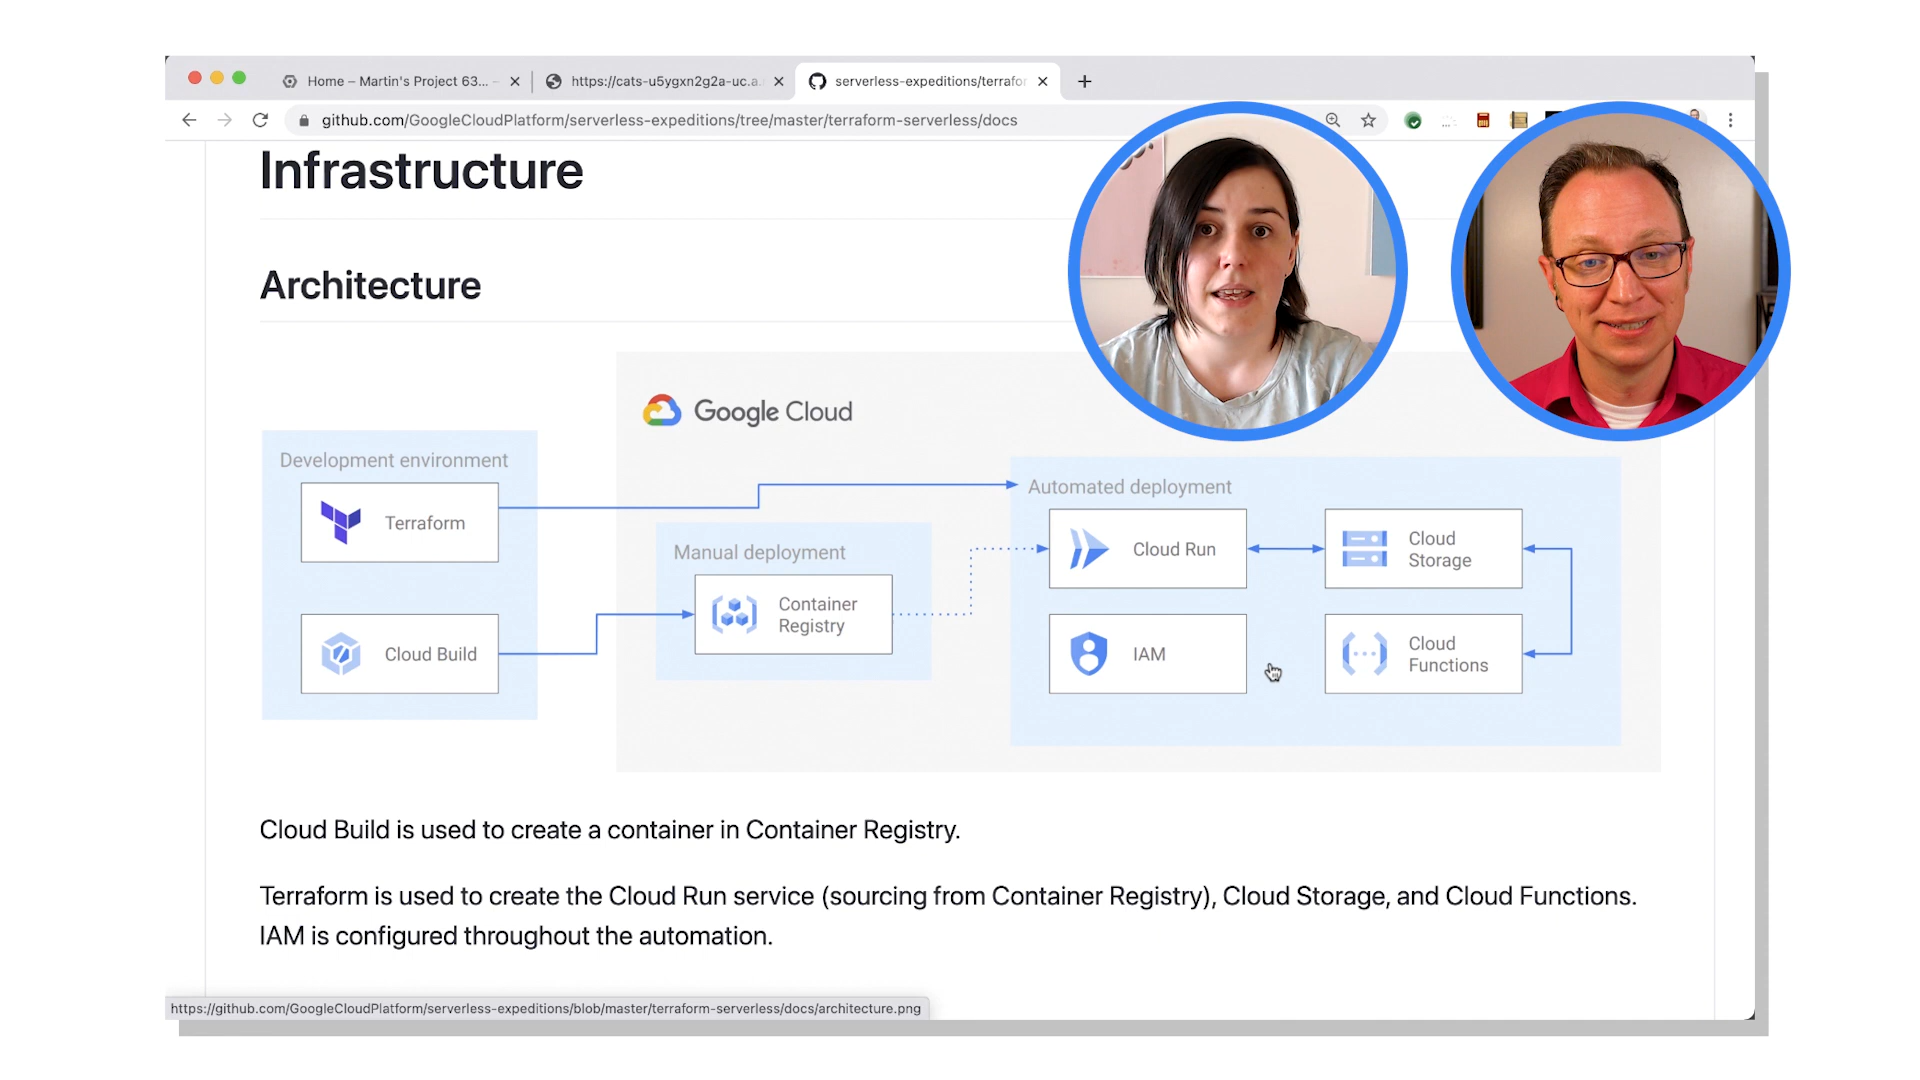 Home – Martin's Project 63...
https://cats-u5ygxn2g2a-uc.a.
serverless-expeditions/terrafor
github.com/GoogleCloudPlatform/serverless-expeditions/tree/master/terraform-serverless/docs
Infrastructure
Architecture
Google Cloud
Development environment
Terraform
Cloud Build
Manual deployment
Container
Registry
Automated deployment
Cloud Run
Cloud
Storage
IAM
Cloud
Functions
Cloud Build is used to create a container in Container Registry.
Terraform is used to create the Cloud Run service (sourcing from Container Registry), Cloud Storage, and Cloud Functions.
IAM is configured throughout the automation.
https://github.com/GoogleCloudPlatform/serverless-expeditions/blob/master/terraform-serverless/docs/architecture.png